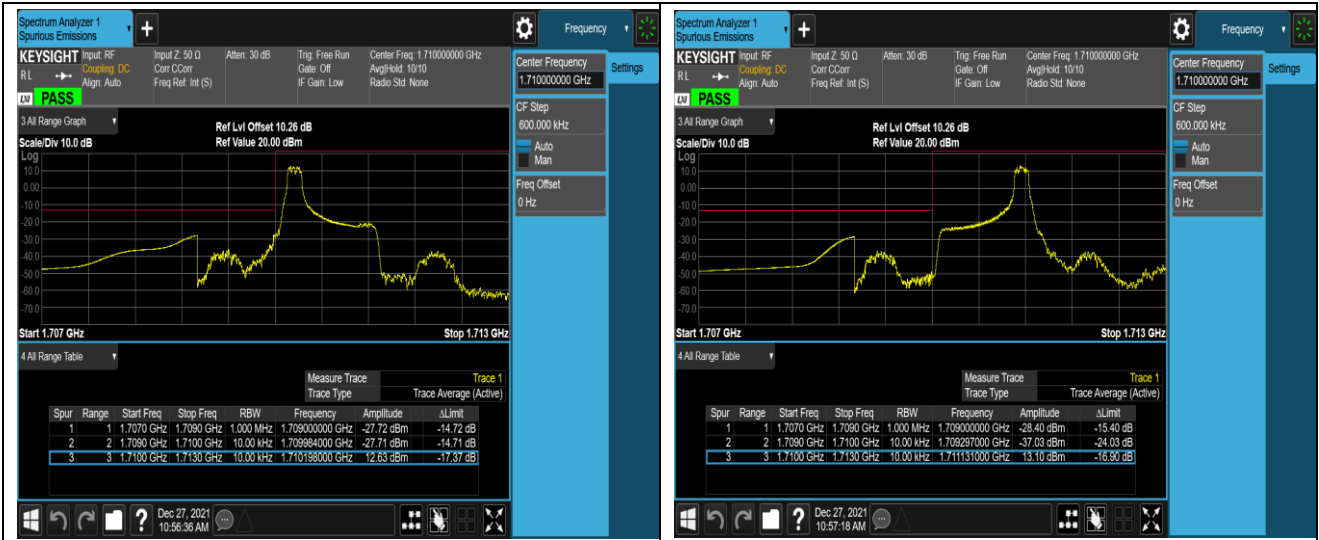 Spectrum Analyzer 1
Spurious Emissions
Frequency
KEYSIGHT Input: RF Input Z: 50 Ω Atten: 30 dB Trig: Free Run Center Freq: 1.710000000 GHz
RL Coupling: DC Corr CCorr Gate: Off Avg|Hold: 10/10
Align: Auto Freq Ref: Int (S) IF Gain: Low Radio Std: None
LXI PASS
Center Frequency
1.710000000 GHz
Settings
CF Step
600.000 kHz
Auto
Man
Freq Offset
0 Hz
3 All Range Graph
Ref Lvl Offset 10.26 dB
Scale/Div 10.0 dB Ref Value 20.00 dBm
Log
10.0
0.00
-10.0
-20.0
-30.0
-40.0
-50.0
-60.0
-70.0
Start 1.707 GHz Stop 1.713 GHz
4 All Range Table
Measure Trace Trace 1
Trace Type Trace Average (Active)
Spur Range Start Freq Stop Freq RBW Frequency Amplitude ΔLimit
1 1 1.7070 GHz 1.7090 GHz 1.000 MHz 1.709000000 GHz -27.72 dBm -14.72 dB
2 2 1.7090 GHz 1.7100 GHz 10.00 kHz 1.709984000 GHz -27.71 dBm -14.71 dB
3 3 1.7100 GHz 1.7130 GHz 10.00 kHz 1.710198000 GHz 12.63 dBm -17.37 dB
? Dec 27, 2021
10:56:36 AM
Spectrum Analyzer 1
Spurious Emissions
Frequency
KEYSIGHT Input: RF Input Z: 50 Ω Atten: 30 dB Trig: Free Run Center Freq: 1.710000000 GHz
RL Coupling: DC Corr CCorr Gate: Off Avg|Hold: 10/10
Align: Auto Freq Ref: Int (S) IF Gain: Low Radio Std: None
LXI PASS
Center Frequency
1.710000000 GHz
Settings
CF Step
600.000 kHz
Auto
Man
Freq Offset
0 Hz
3 All Range Graph
Ref Lvl Offset 10.26 dB
Scale/Div 10.0 dB Ref Value 20.00 dBm
Log
10.0
0.00
-10.0
-20.0
-30.0
-40.0
-50.0
-60.0
-70.0
Start 1.707 GHz Stop 1.713 GHz
4 All Range Table
Measure Trace Trace 1
Trace Type Trace Average (Active)
Spur Range Start Freq Stop Freq RBW Frequency Amplitude ΔLimit
1 1 1.7070 GHz 1.7090 GHz 1.000 MHz 1.709000000 GHz -28.40 dBm -15.40 dB
2 2 1.7090 GHz 1.7100 GHz 10.00 kHz 1.709297000 GHz -37.03 dBm -24.03 dB
3 3 1.7100 GHz 1.7130 GHz 10.00 kHz 1.711131000 GHz 13.10 dBm -16.90 dB
? Dec 27, 2021
10:57:18 AM